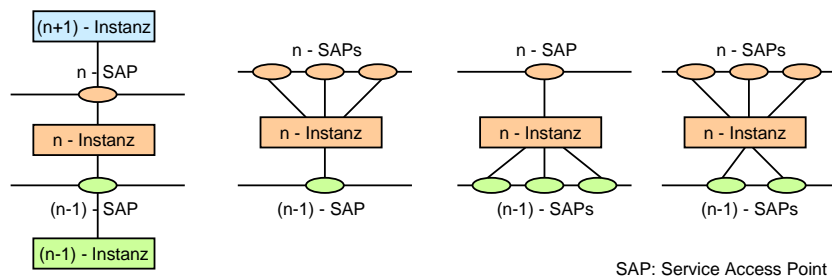 (n+1) - Instanz
n - SAP
n - Instanz
(n-1) - SAP
(n-1) - Instanz
n - SAPs
n - Instanz
(n-1) - SAP
n - SAP
n - Instanz
(n-1) - SAPs
n - SAPs
n - Instanz
(n-1) - SAPs
SAP: Service Access Point